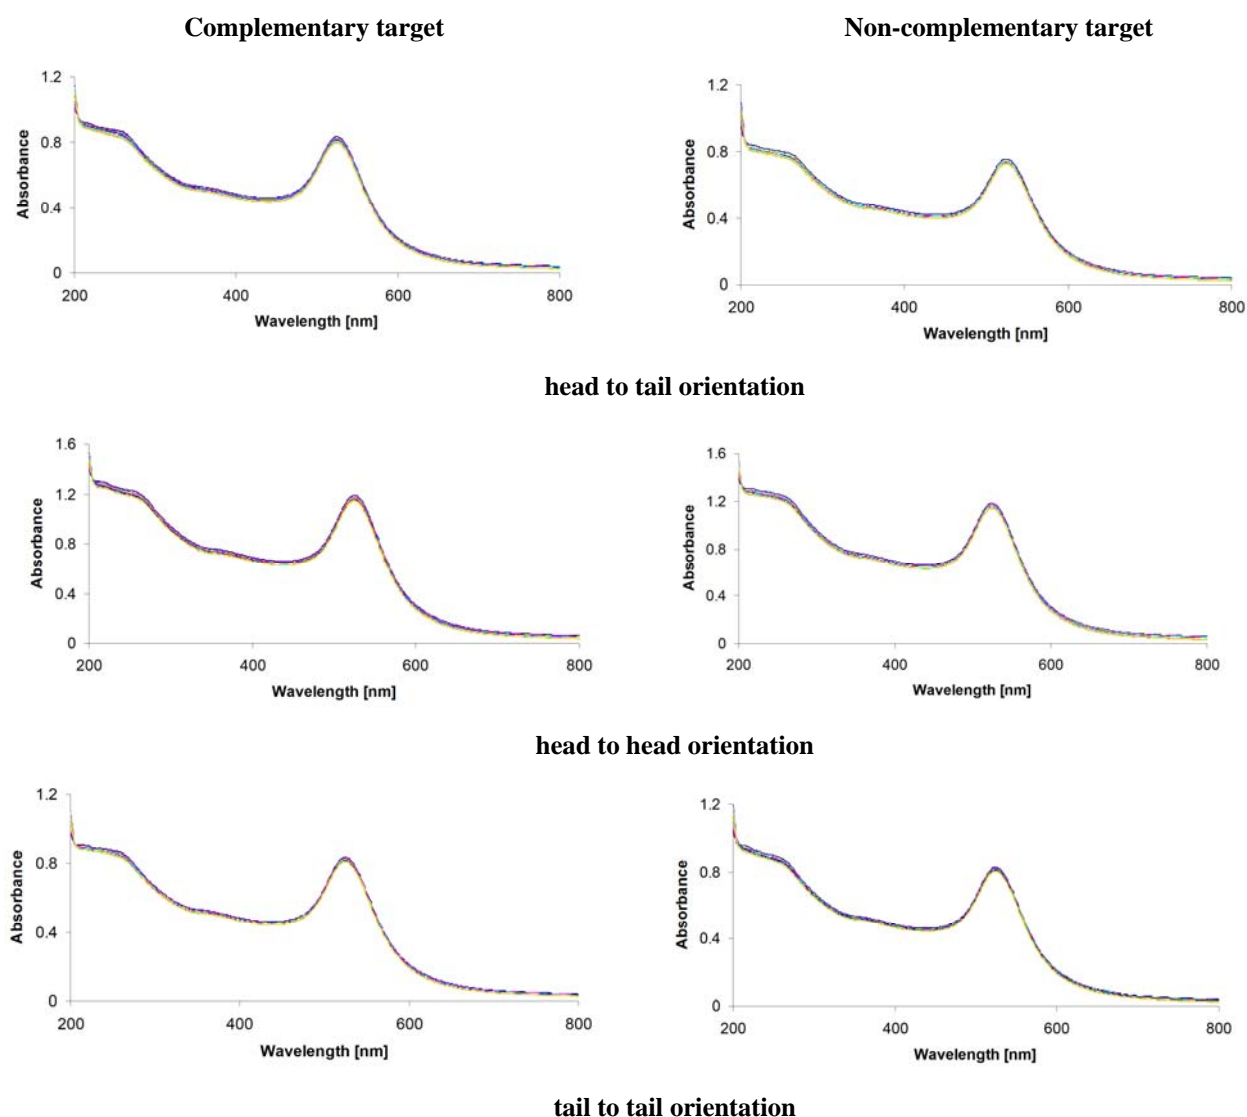 Complementary target
Non-complementary target
1.2
0.8
0.4
0
Absorbance
200
400
600
800
Wavelength [nm]
1.2
0.8
0.4
0
Absorbance
200
400
600
800
Wavelength [nm]
head to tail orientation
1.6
1.2
0.8
0.4
0
Absorbance
200
400
600
800
Wavelength [nm]
1.6
1.2
0.8
0.4
0
Absorbance
200
400
600
800
Wavelength [nm]
head to head orientation
1.2
0.8
0.4
0
Absorbance
200
400
600
800
Wavelength [nm]
1.2
0.8
0.4
0
Absorbance
200
400
600
800
Wavelength [nm]
tail to tail orientation